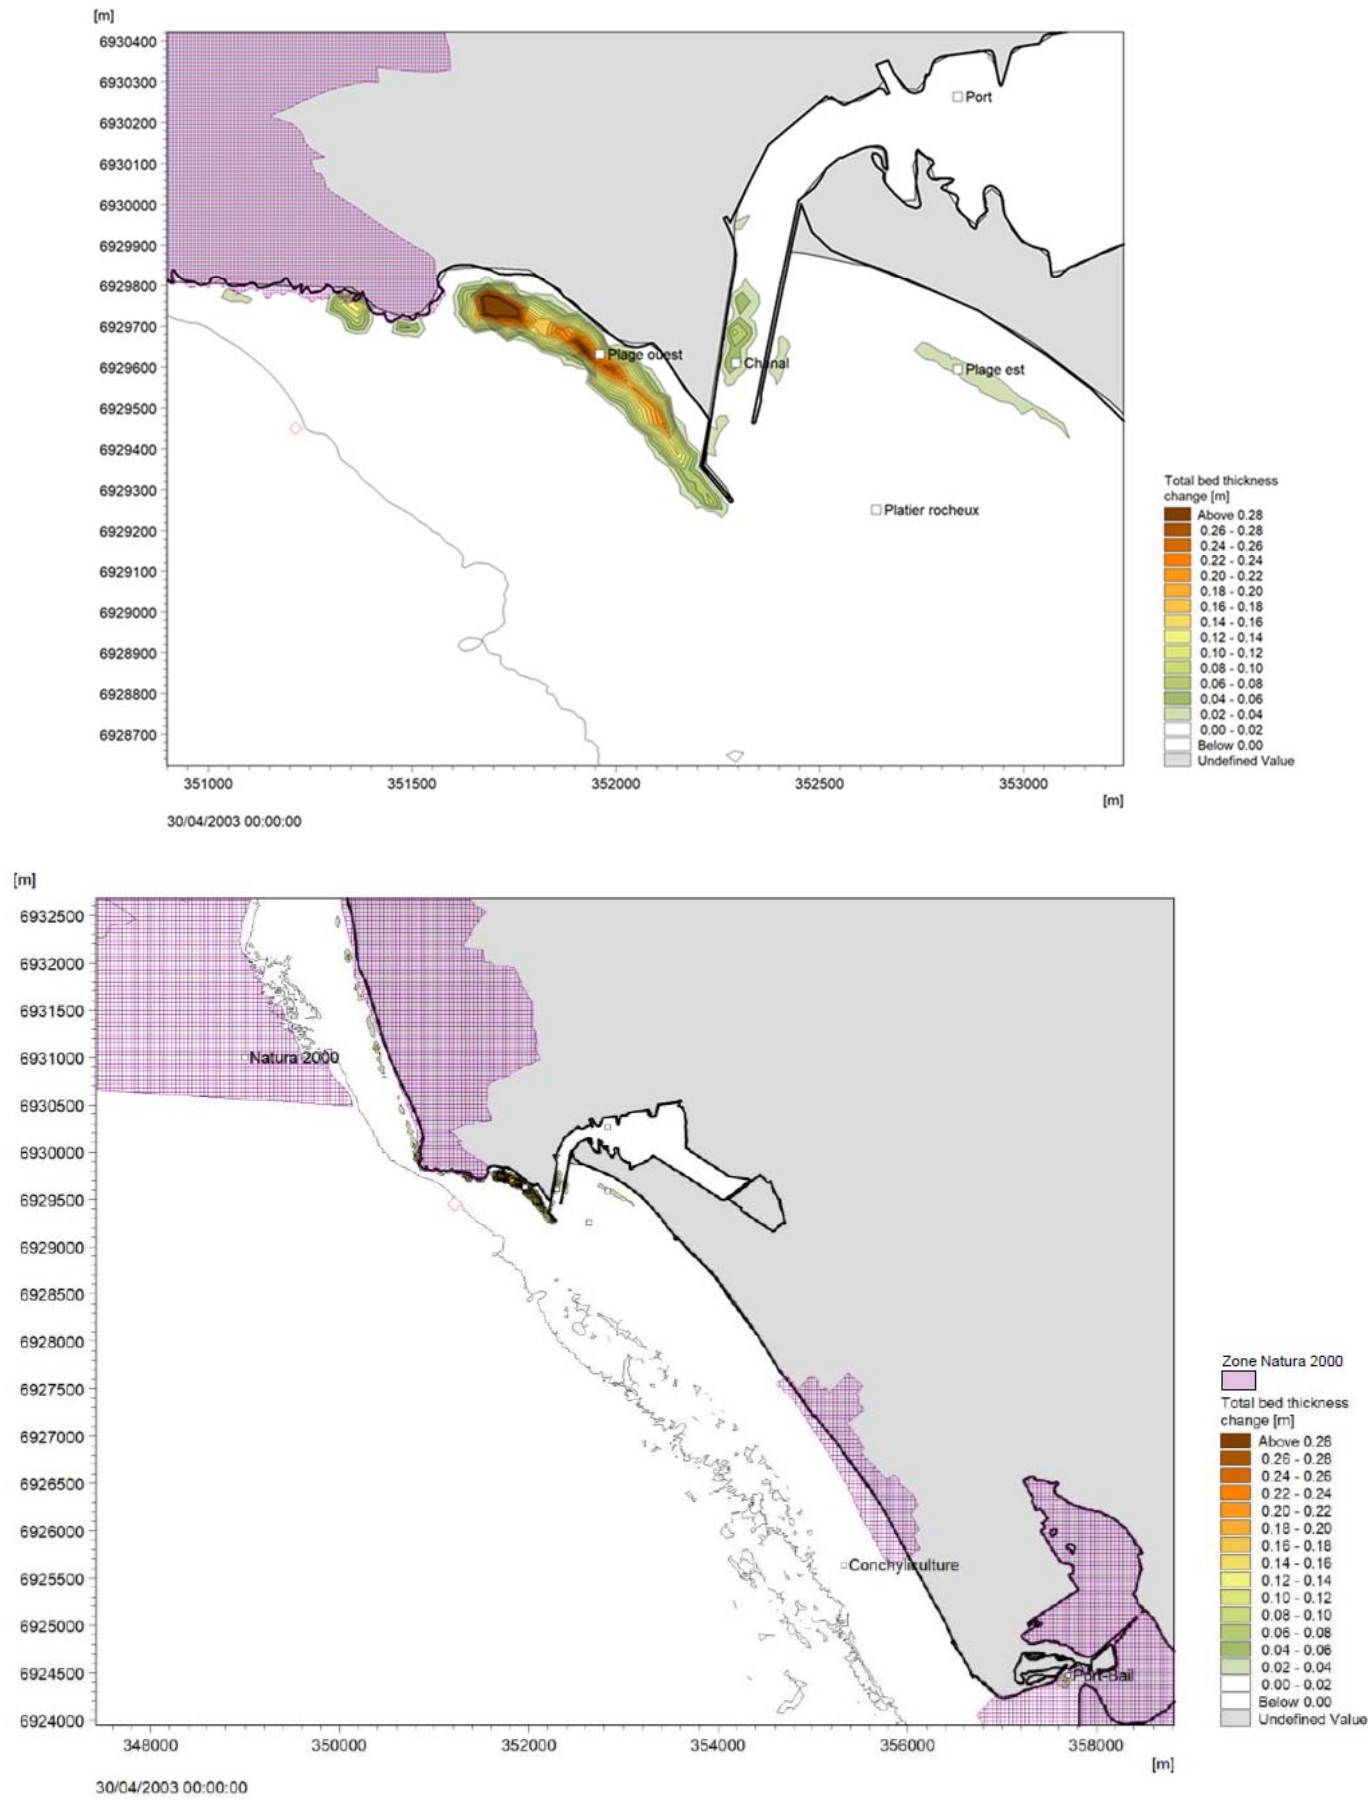 [m]
6930400
6930300
6930200
6930100
6930000
6929900
6929800
6929700
6929600
6929500
6929400
6929300
6929200
6929100
6929000
6928900
6928800
6928700
Port
Plage ouest
Chenal
Plage est
Platier rocheux
351000 351500 352000 352500 353000
[m]
30/04/2003 00:00:00
Total bed thickness
change [m]
Above 0.28
0.26 - 0.28
0.24 - 0.26
0.22 - 0.24
0.20 - 0.22
0.18 - 0.20
0.16 - 0.18
0.14 - 0.16
0.12 - 0.14
0.10 - 0.12
0.08 - 0.10
0.06 - 0.08
0.04 - 0.06
0.02 - 0.04
0.00 - 0.02
Below 0.00
Undefined Value
[m]
6932500
6932000
6931500
6931000
6930500
6930000
6929500
6929000
6928500
6928000
6927500
6927000
6926500
6926000
6925500
6925000
6924500
6924000
Natura 2000
Conchyliculture
Port-Bail
348000 350000 352000 354000 356000 358000
[m]
30/04/2003 00:00:00
Zone Natura 2000
Total bed thickness
change [m]
Above 0.28
0.26 - 0.28
0.24 - 0.26
0.22 - 0.24
0.20 - 0.22
0.18 - 0.20
0.16 - 0.18
0.14 - 0.16
0.12 - 0.14
0.10 - 0.12
0.08 - 0.10
0.06 - 0.08
0.04 - 0.06
0.02 - 0.04
0.00 - 0.02
Below 0.00
Undefined Value